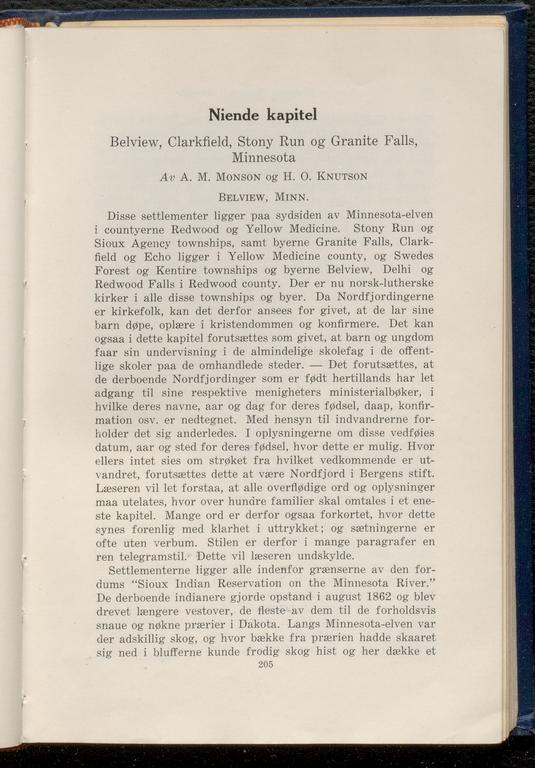 Niende kapitel
Belview, Clarkfield, Stony Run og Granite Falls,
Minnesota
Av A. M. Monson og H. O. Knutson
Belview, Minn.
Disse settlementer ligger paa sydsiden av Minnesota-elven
i countyerne Redwood og Yellow Medicine. Stony Run og
Sioux Agency townships, samt byerne Granite Falls, Clark-
field og Echo ligger i Yellow Medicine county, og Swedes
Forest og Kentire townships og byerne Belview, Delhi og
Redwood Falls i Redwood county. Der er nu norsk-lutherske
kirker i alle disse townships og byer. Da Nordfjordingerne
er kirkefolk, kan det derfor ansees for givet, at de lar sine
barn døpe, oplære i kristendommen og konfirmere. Det kan
ogsaa i dette kapitel forutsættes som givet, at barn og ungdom
faar sin undervisning i de almindelige skolefag i de offent-
lige skoler paa de omhandlede steder. — Det forutsættes, at
de derboende Nordfjordinger som er født hertillands har let
adgang til sine respektive menigheters ministerialbøker, i
hvilke deres navne, aar og dag for deres fødsel, daap, konfir-
mation osv. er nedtegnet. Med hensyn til indvandrerne for-
holder det sig anderledes. I oplysningerne om disse vedføies
datum, aar og sted for deres fødsel, hvor dette er mulig. Hvor
ellers intet sies om strøket fra hvilket vedkommende er ut-
vandret, forutsættes dette at være Nordfjord i Bergens stift.
Læseren vil let forstaa, at alle overflødige ord og oplysninger
maa utelates, hvor over hundre familier skal omtales i et ene-
ste kapitel. Mange ord er derfor ogsaa forkortet, hvor dette
synes forenlig med klarhet i uttrykket; og sætningerne er
ofte uten verbum. Stilen er derfor i mange paragrafer en
ren telegramstil. Dette vil læseren undskylde.
Settlementerne ligger alle indenfor grænserne av den for-
dums "Sioux Indian Reservation on the Minnesota River."
De derboende indianere gjorde opstand i august 1862 og blev
drevet længere vestover, de fleste av dem til de forholdsvis
snaue og nøkne prærier i Dakota. Langs Minnesota-elven var
der adskillig skog, og hvor bække fra prærien hadde skaaret
sig ned i blufferne kunde frodig skog hist og her dække et
205